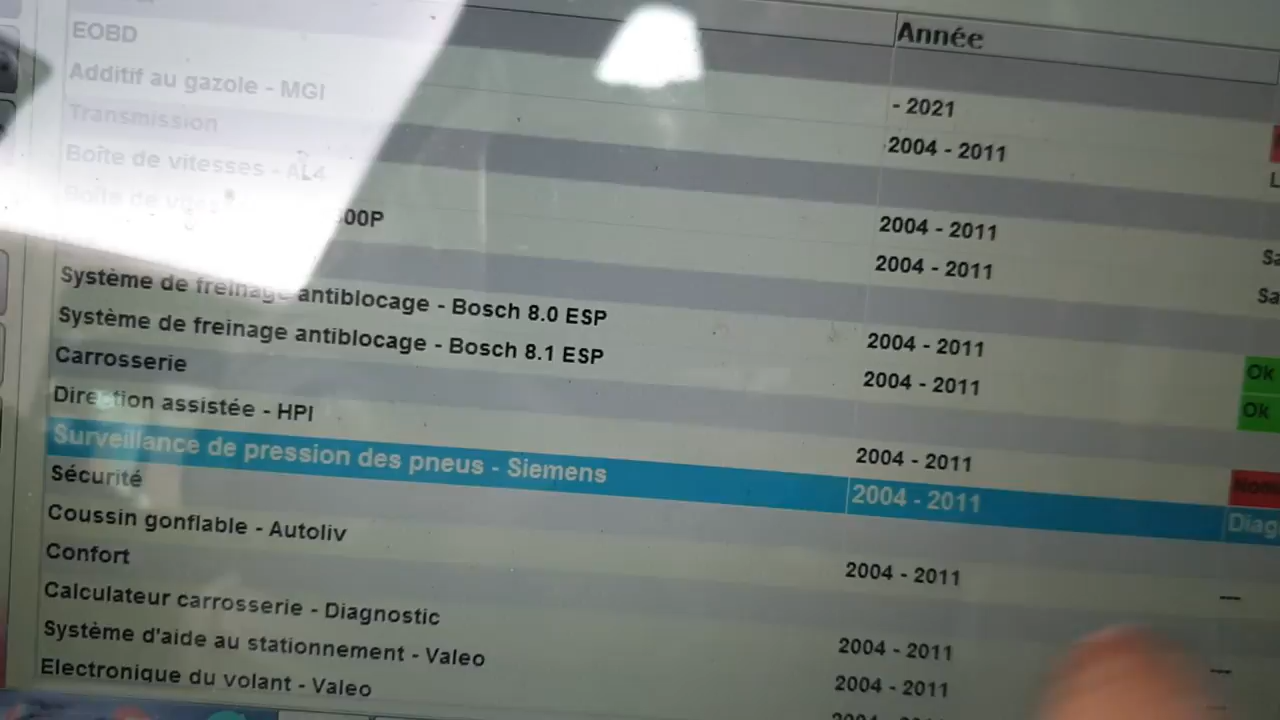 Année
EOBD - 2021
Additif au gazole - MGI 2004 - 2011
Transmission
Boîte de vitesses - AL4 2004 - 2011
Boîte de 2004 - 2011
Système de freinage antiblocage - Bosch 8.0 ESP 2004 - 2011
Système de freinage antiblocage - Bosch 8.1 ESP 2004 - 2011 Ok
Carrosserie Ok
Direction assistée - HPI 2004 - 2011
Surveillance de pression des pneus - Siemens 2004 - 2011 Diag
Sécurité
Coussin gonflable - Autoliv 2004 - 2011 ---
Confort
Calculateur carrosserie - Diagnostic 2004 - 2011 ---
Système d'aide au stationnement - Valeo 2004 - 2011
Electronique du volant - Valeo